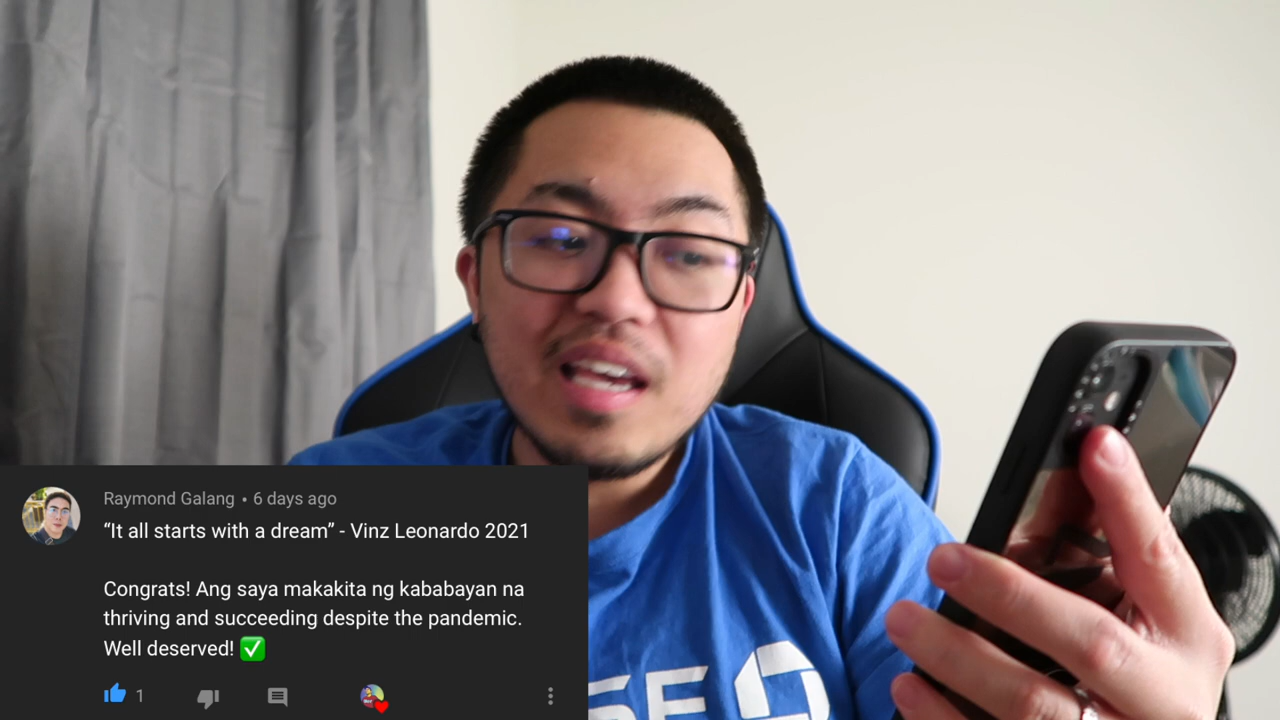 Raymond Galang • 6 days ago
“It all starts with a dream” - Vinz Leonardo 2021
Congrats! Ang saya makakita ng kababayan na
thriving and succeeding despite the pandemic.
Well deserved! ✅
1